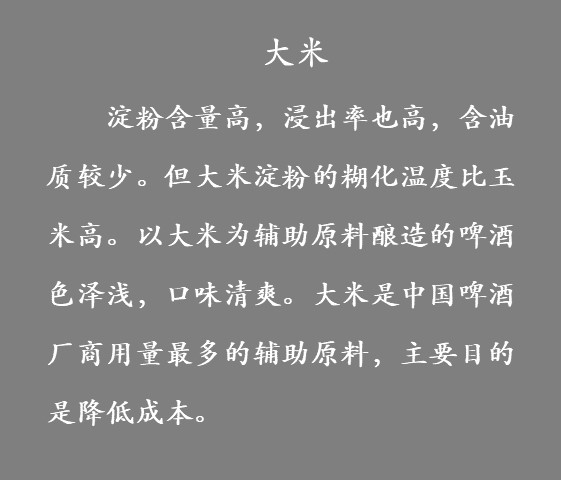 大米
淀粉含量高，浸出率也高，含油
质较少。但大米淀粉的糊化温度比玉
米高。以大米为辅助原料酿造的啤酒
色泽浅，口味清爽。大米是中国啤酒
厂商用量最多的辅助原料，主要目的
是降低成本。